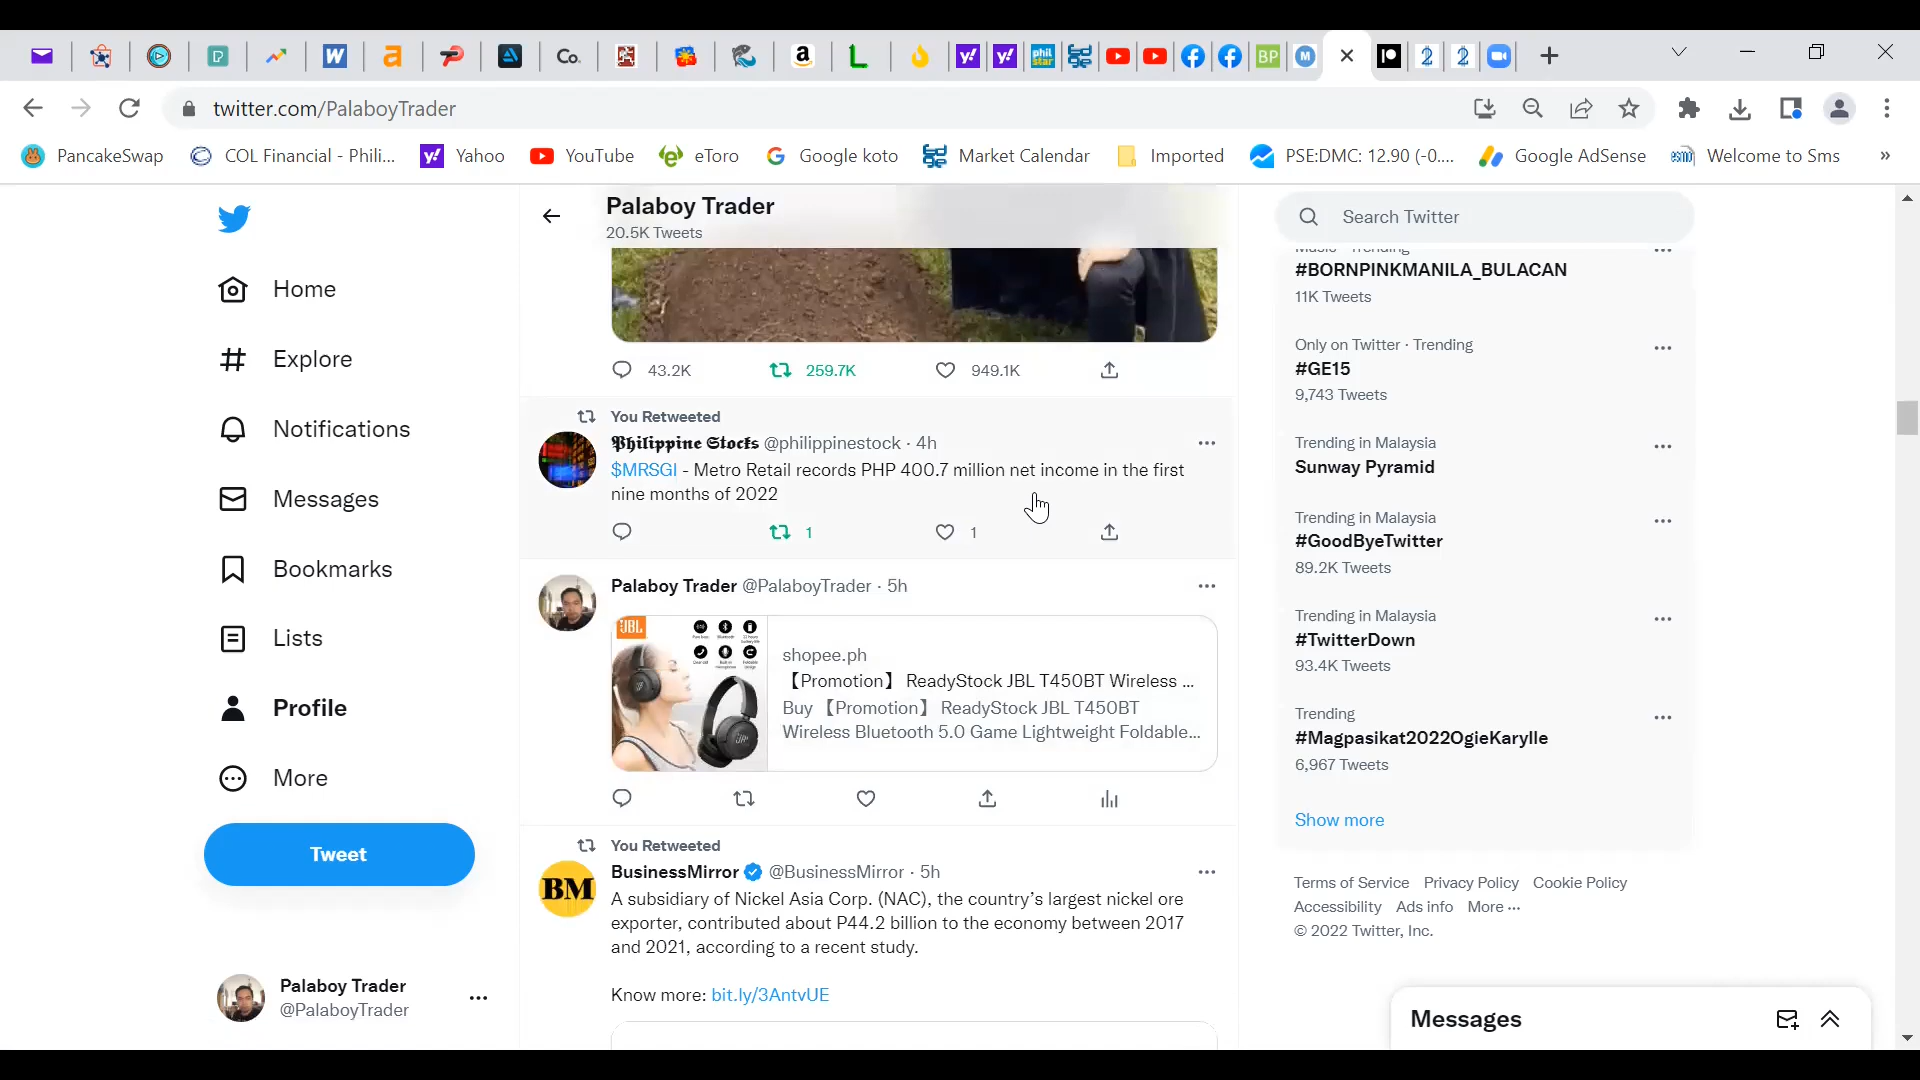 twitter.com/PalaboyTrader
PancakeSwap
COL Financial - Phili...
Yahoo
YouTube
eToro
Google koto
Market Calendar
Imported
PSE:DMC: 12.90 (-0....
Google AdSense
Welcome to Sms
»
Home
Explore
Notifications
Messages
Bookmarks
Lists
Profile
More
Tweet
Palaboy Trader
@PalaboyTrader
Palaboy Trader
20.5K Tweets
43.2K 259.7K 949.1K
You Retweeted
Philippine Stocks @philippinestock · 4h
$MRSGI - Metro Retail records PHP 400.7 million net income in the first
nine months of 2022
1 1
Palaboy Trader @PalaboyTrader · 5h
JBL
shopee.ph
【Promotion】 ReadyStock JBL T450BT Wireless ...
Buy 【Promotion】 ReadyStock JBL T450BT
Wireless Bluetooth 5.0 Game Lightweight Foldable...
You Retweeted
BM
BusinessMirror @BusinessMirror · 5h
A subsidiary of Nickel Asia Corp. (NAC), the country's largest nickel ore
exporter, contributed about P44.2 billion to the economy between 2017
and 2021, according to a recent study.
Know more: bit.ly/3AntvUE
Search Twitter
Music · Trending
#BORNPINKMANILA_BULACAN
11K Tweets
Only on Twitter · Trending
#GE15
9,743 Tweets
Trending in Malaysia
Sunway Pyramid
Trending in Malaysia
#GoodByeTwitter
89.2K Tweets
Trending in Malaysia
#TwitterDown
93.4K Tweets
Trending
#Magpasikat2022OgieKarylle
6,967 Tweets
Show more
Terms of Service Privacy Policy Cookie Policy
Accessibility Ads info More ···
© 2022 Twitter, Inc.
Messages